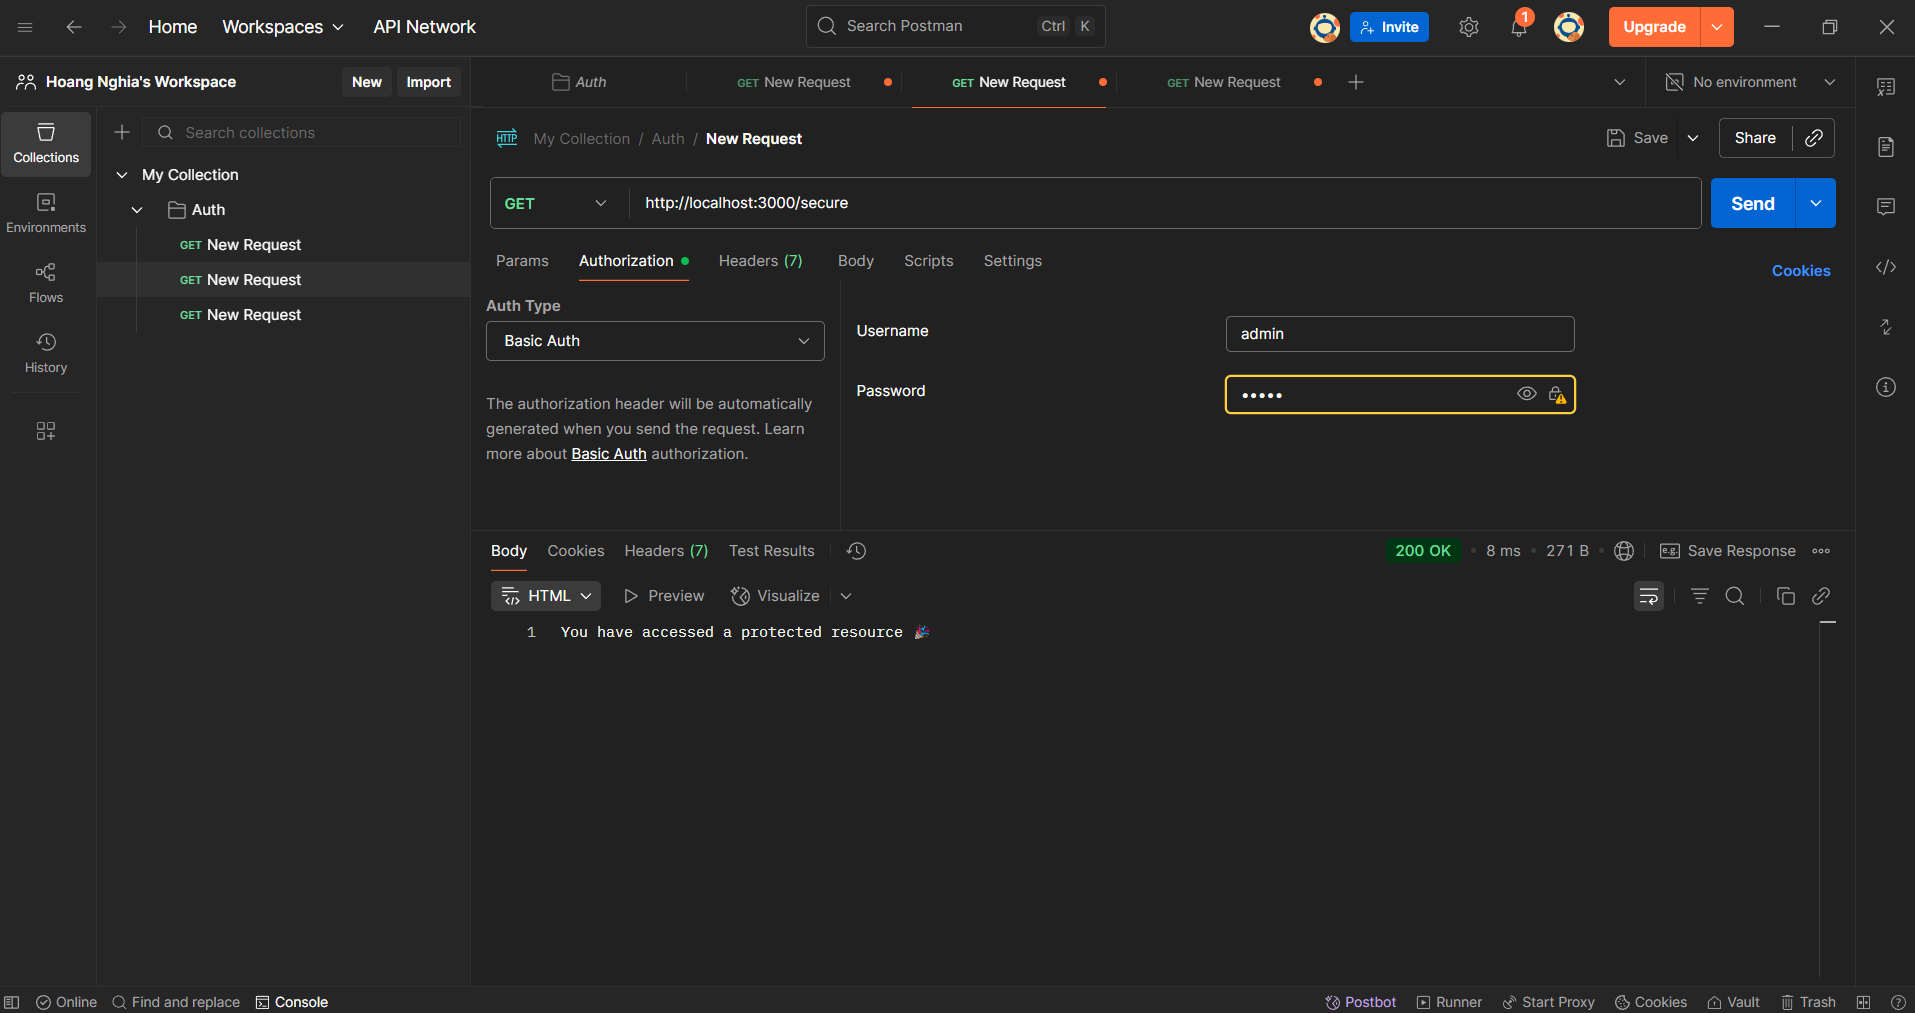 Home Workspaces API Network Search Postman Ctrl K Invite 1 Upgrade
Hoang Nghia's Workspace New Import Auth GET New Request GET New Request GET New Request No environment
Search collections
Collections
Environments
Flows
History
My Collection
Auth
GET New Request
GET New Request
GET New Request
HTTP My Collection / Auth / New Request Save Share
GET http://localhost:3000/secure Send
Params Authorization Headers (7) Body Scripts Settings Cookies
Auth Type
Basic Auth
The authorization header will be automatically
generated when you send the request. Learn
more about Basic Auth authorization.
Username admin
Password •••••
Body Cookies Headers (7) Test Results 200 OK • 8 ms • 271 B • e.g. Save Response
HTML Preview Visualize
1 You have accessed a protected resource 🎉
Online Find and replace Console Postbot Runner Start Proxy Cookies Vault Trash